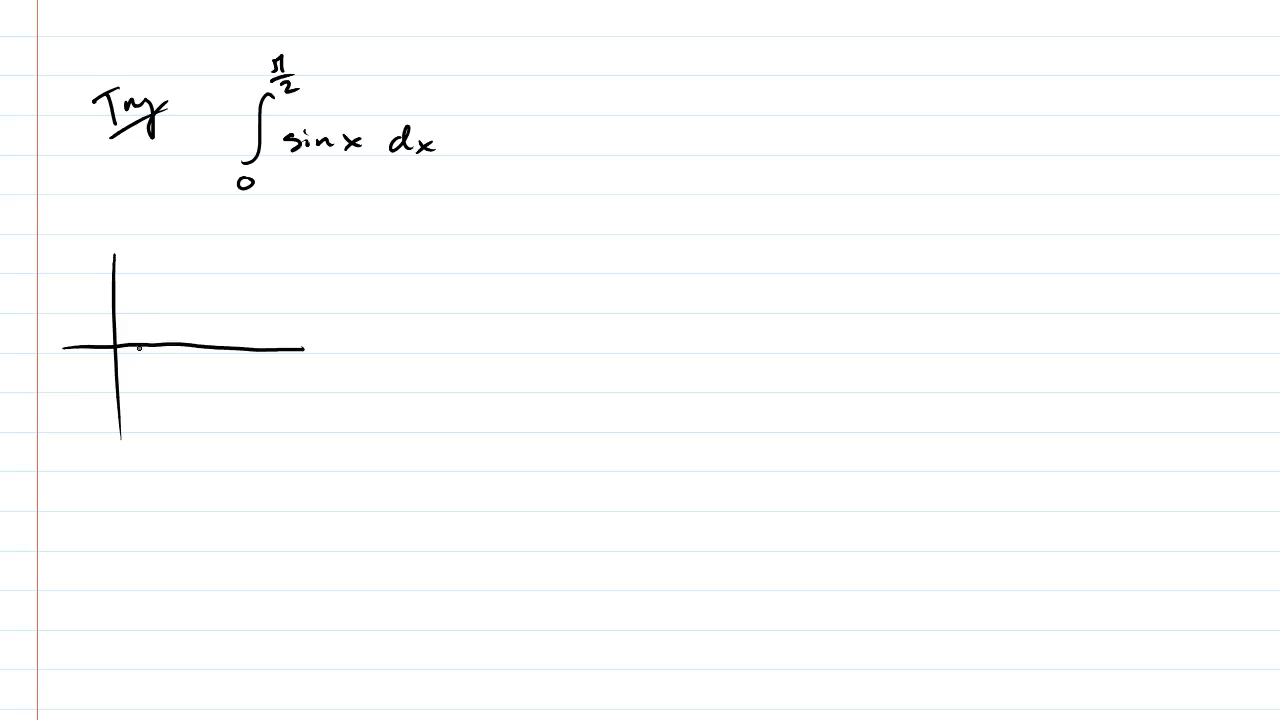 Try ∫₀^{π/2} sin x dx